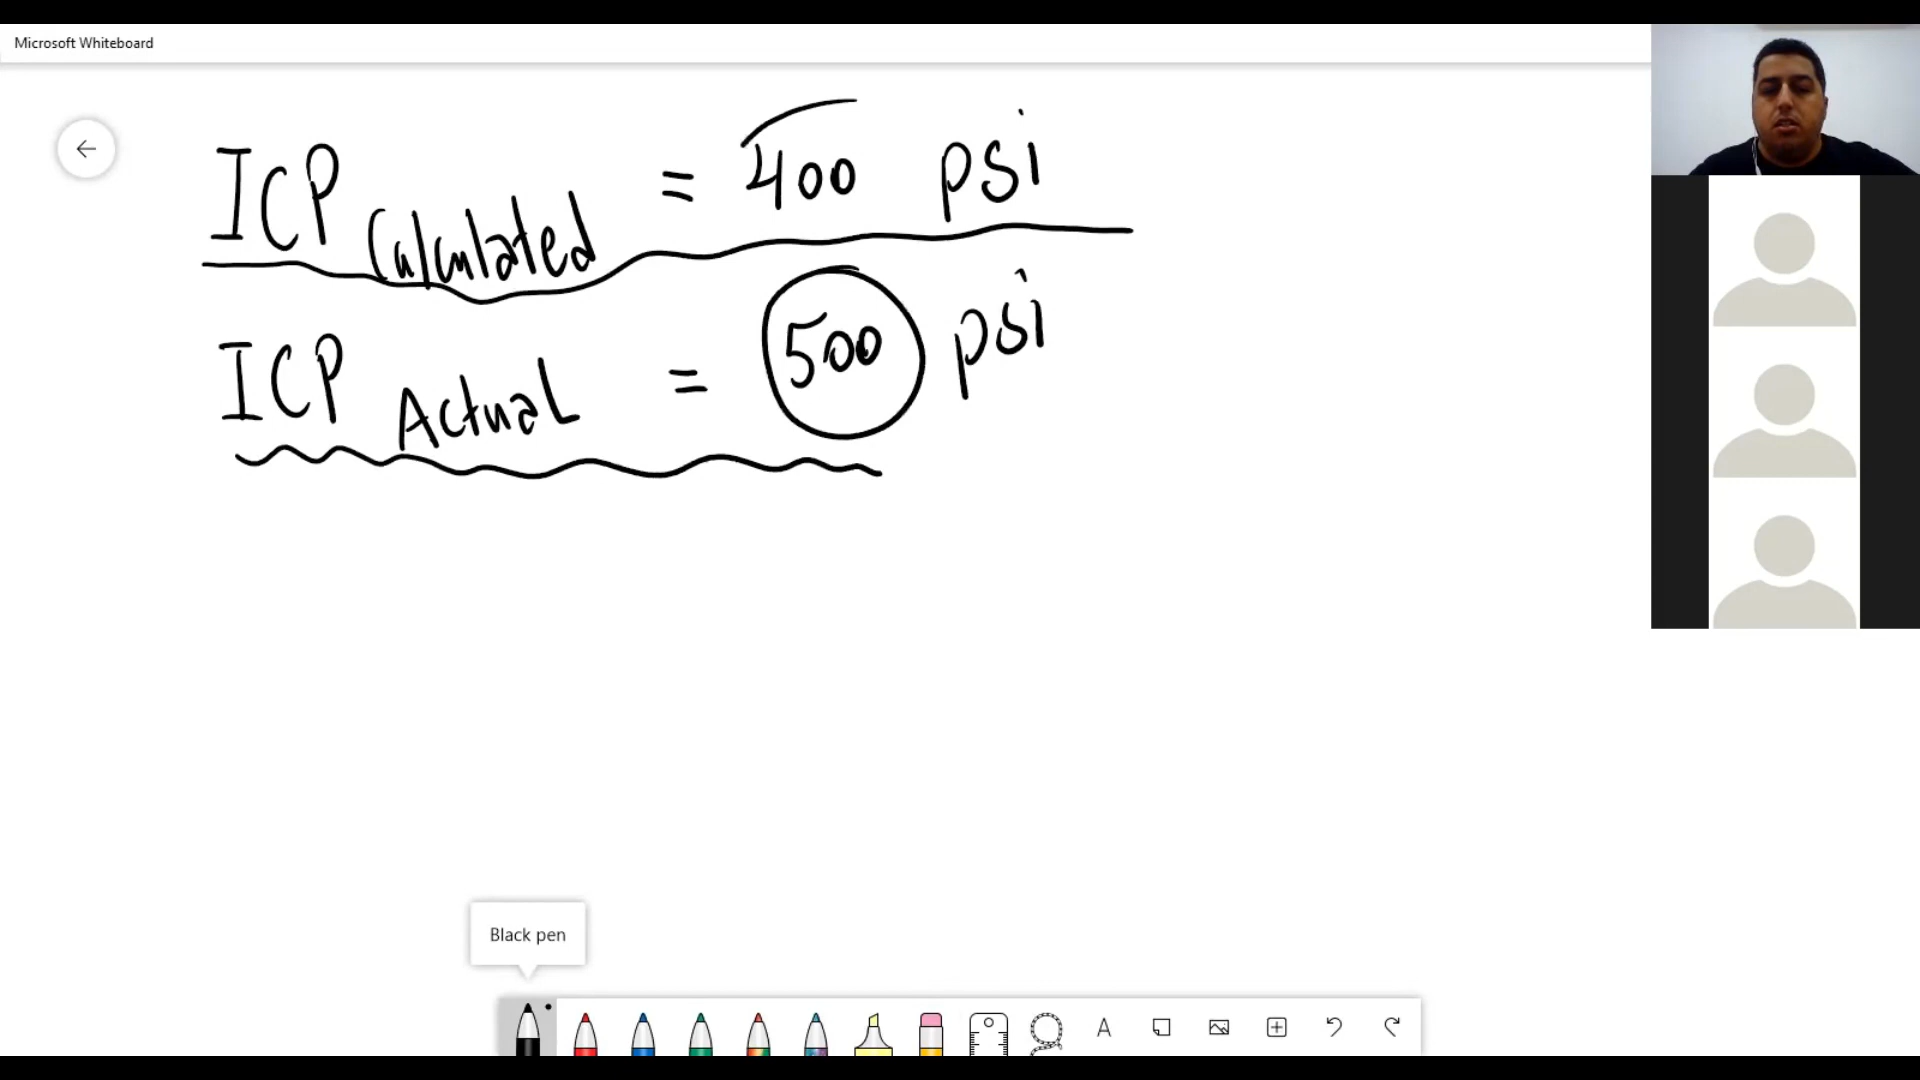 Microsoft Whiteboard
ICP Calculated = 400 psi
ICP Actual = 500 psi
Black pen
A